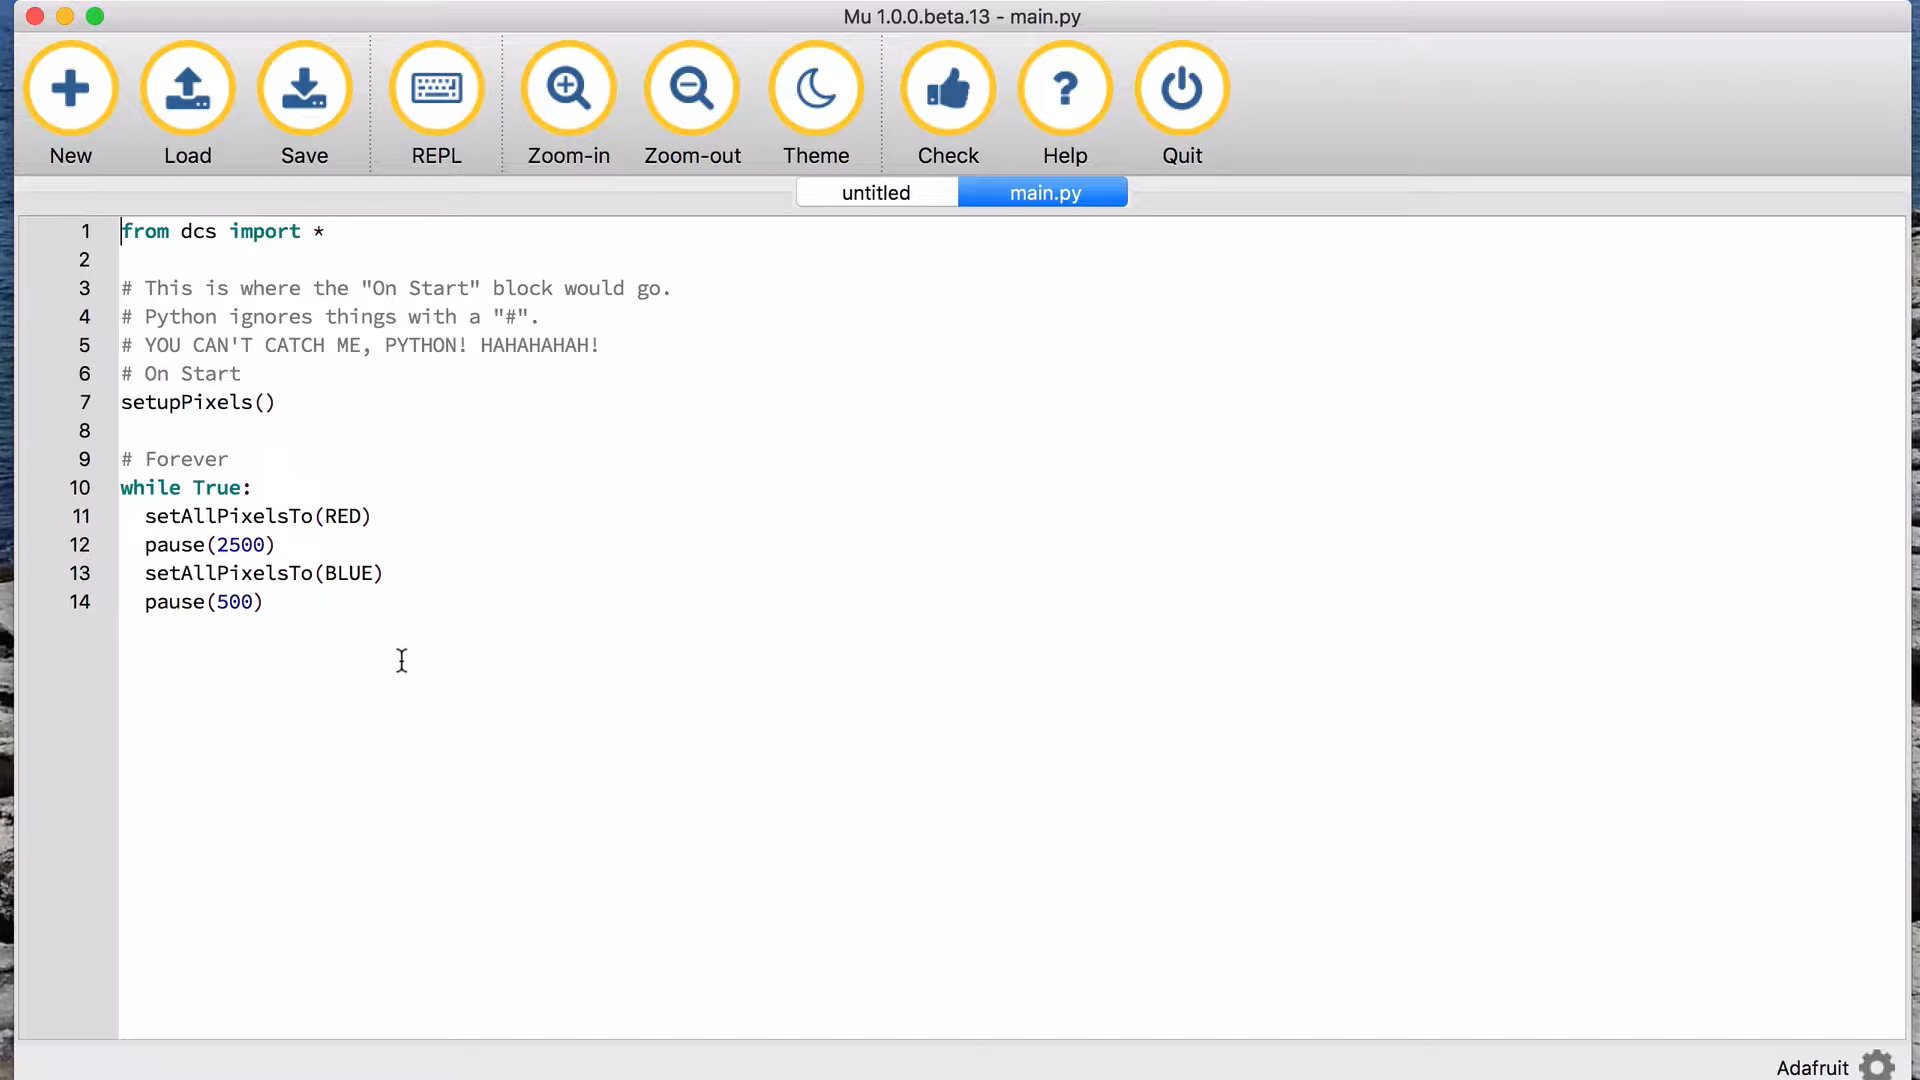 Mu 1.0.0.beta.13 - main.py
New Load Save REPL Zoom-in Zoom-out Theme Check Help Quit
untitled main.py
1 from dcs import *
2
3 # This is where the "On Start" block would go.
4 # Python ignores things with a "#".
5 # YOU CAN'T CATCH ME, PYTHON! HAHAHAHAH!
6 # On Start
7 setupPixels()
8
9 # Forever
10 while True:
11   setAllPixelsTo(RED)
12   pause(2500)
13   setAllPixelsTo(BLUE)
14   pause(500)
Adafruit